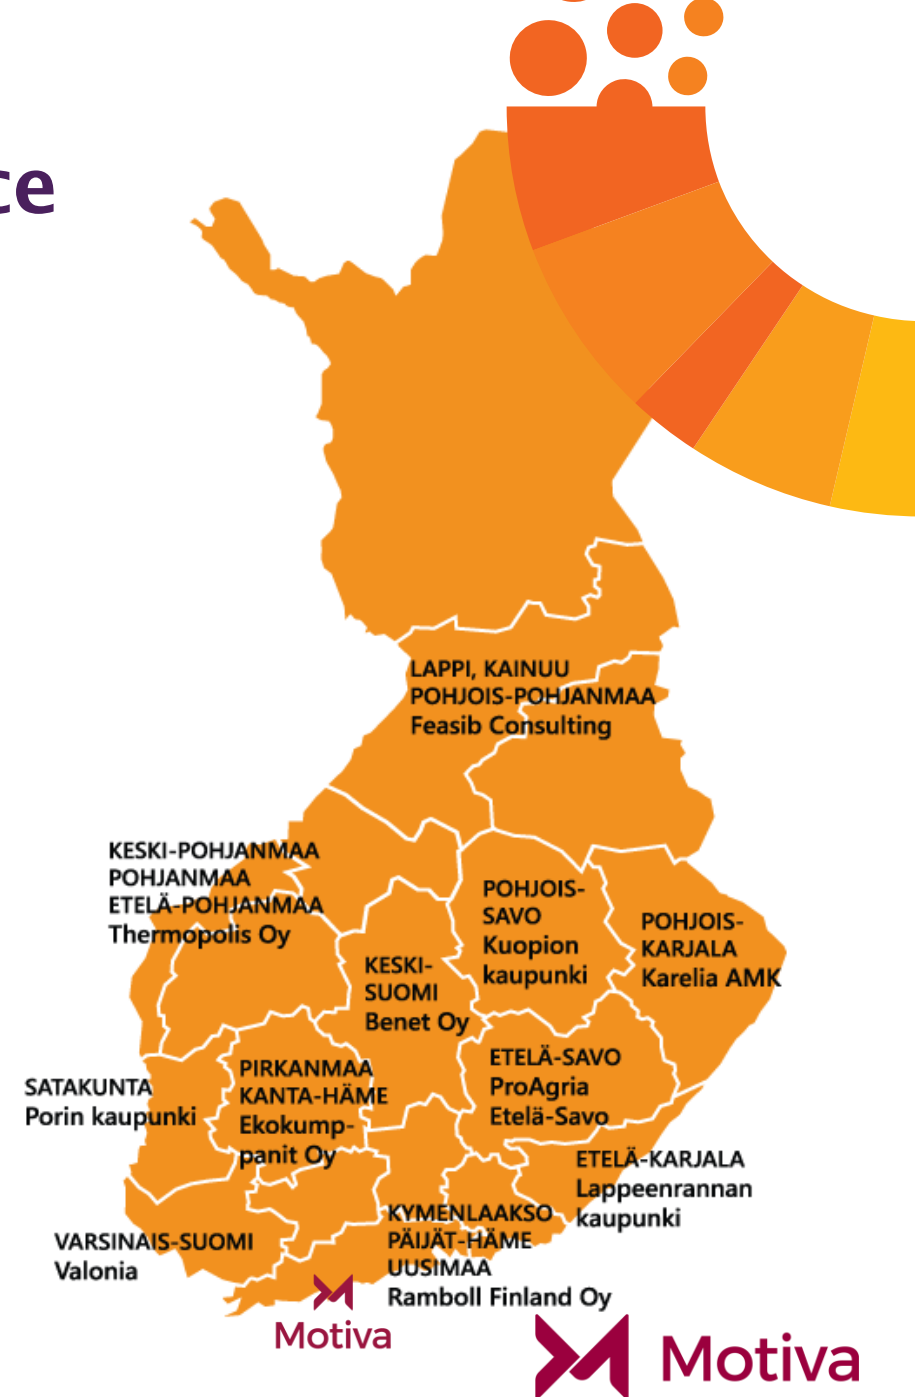 ce
LAPPI, KAINUU
POHJOIS-POHJANMAA
Feasib Consulting
KESKI-POHJANMAA
POHJANMAA
ETELÄ-POHJANMAA
Thermopolis Oy
POHJOIS-
SAVO
Kuopion
kaupunki
POHJOIS-
KARJALA
Karelia AMK
KESKI-
SUOMI
Benet Oy
ETELÄ-SAVO
ProAgria
Etelä-Savo
PIRKANMAA
KANTA-HÄME
Ekokump-
panit Oy
SATAKUNTA
Porin kaupunki
ETELÄ-KARJALA
Lappeenrannan
kaupunki
KYMENLAAKSO
PÄIJÄT-HÄME
UUSIMAA
Ramboll Finland Oy
VARSINAIS-SUOMI
Valonia
Motiva
Motiva